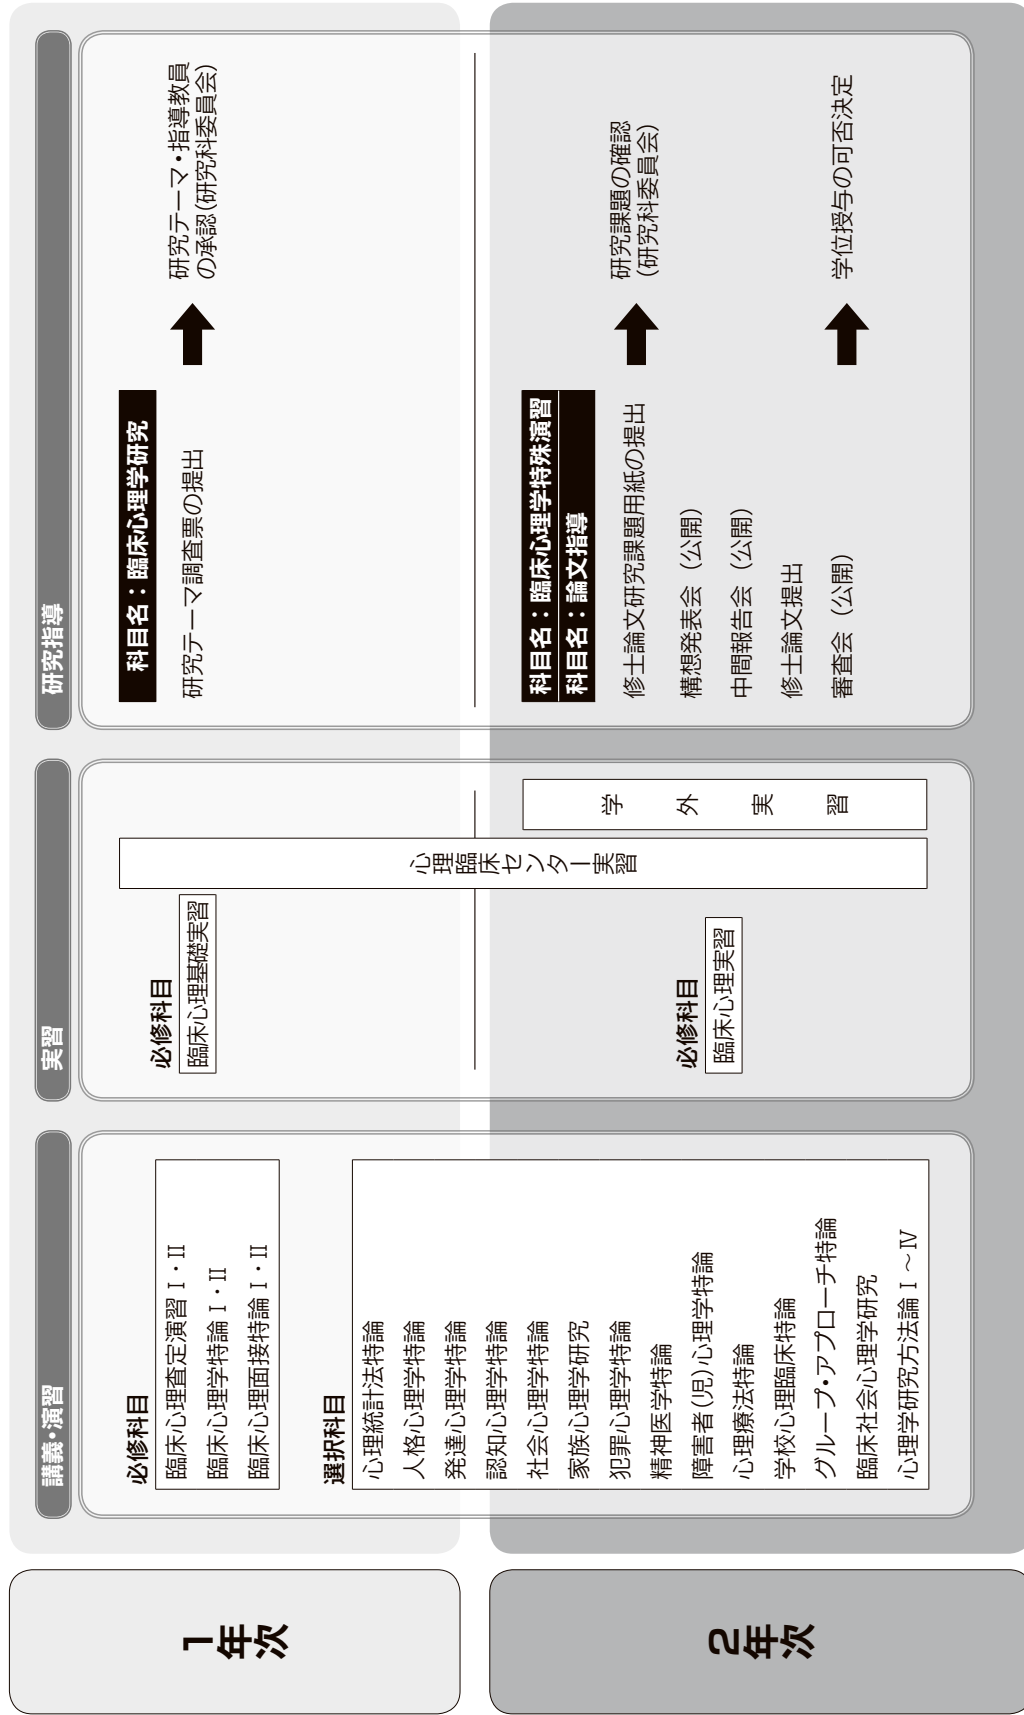 1年次
2年次
講義・演習
必修科目
臨床心理査定演習Ⅰ・Ⅱ
臨床心理学特論Ⅰ・Ⅱ
臨床心理面接特論Ⅰ・Ⅱ
選択科目
心理統計法特論
人格心理学特論
発達心理学特論
認知心理学特論
社会心理学特論
家族心理学研究
犯罪心理学特論
精神医学特論
障害者(児)心理学特論
心理療法特論
学校心理臨床特論
グループ・アプローチ特論
臨床社会心理学研究
心理学研究方法論Ⅰ～Ⅳ
実習
必修科目
臨床心理基礎実習
心理臨床センター実習
必修科目
臨床心理実習
学外実習
研究指導
科目名：臨床心理学研究
研究テーマ調査票の提出
研究テーマ・指導教員
の承認(研究科委員会)
科目名：臨床心理学特殊演習
科目名：論文指導
修士論文研究課題用紙の提出
研究課題の確認
(研究科委員会)
構想発表会（公開）
中間報告会（公開）
修士論文提出
審査会（公開）
学位授与の可否決定